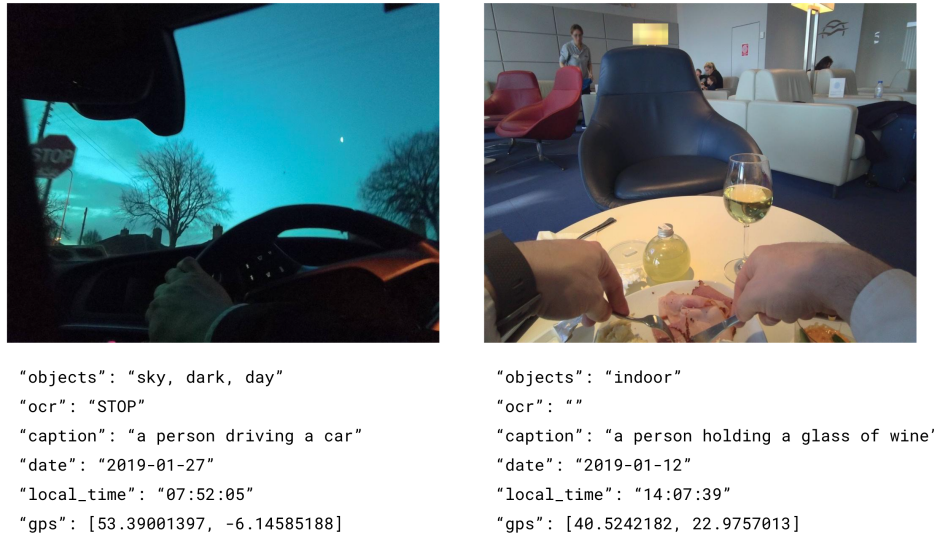 STOP
“objects”: “sky, dark, day”
“ocr”: “STOP”
“caption”: “a person driving a car”
“date”: “2019-01-27”
“local_time”: “07:52:05”
“gps”: [53.39001397, -6.14585188]
“objects”: “indoor”
“ocr”: “”
“caption”: “a person holding a glass of wine”
“date”: “2019-01-12”
“local_time”: “14:07:39”
“gps”: [40.5242182, 22.9757013]